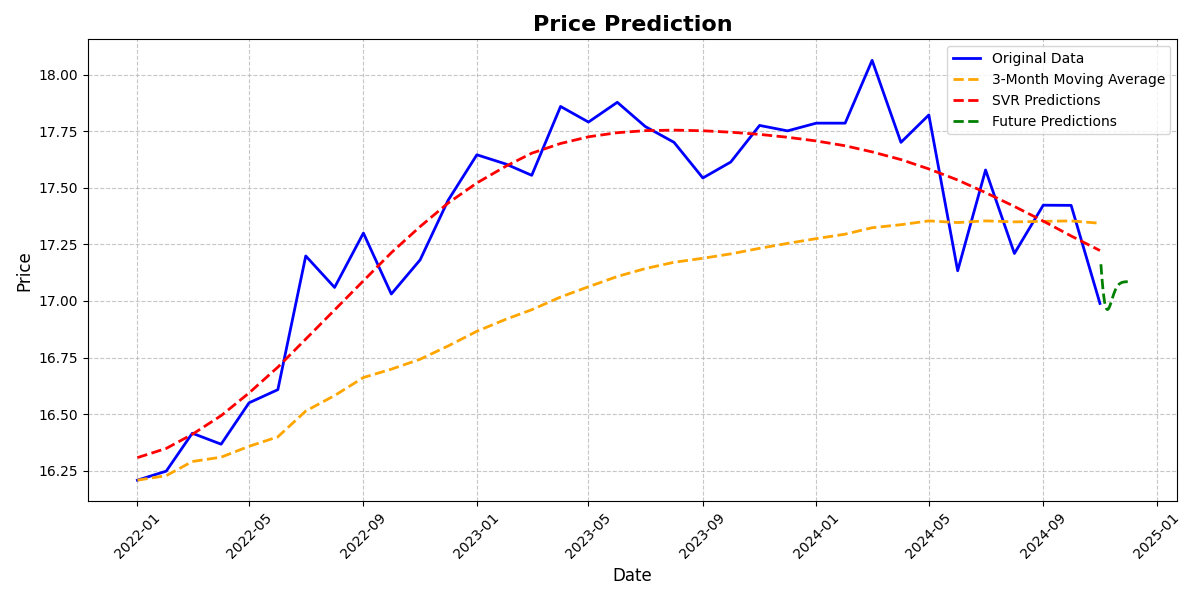 Price Prediction
Original Data
3-Month Moving Average
SVR Predictions
Future Predictions
Price
18.00
17.75
17.50
17.25
17.00
16.75
16.50
16.25
2022-01
2022-05
2022-09
2023-01
2023-05
2023-09
2024-01
2024-05
2024-09
2025-01
Date